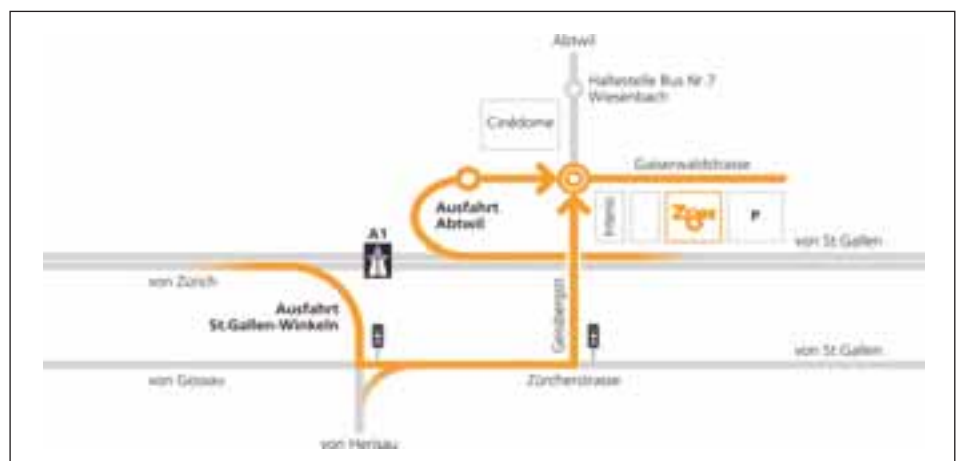 Abtwil
Haltestelle Bus Nr. 7
Wiesenbach
Cinédome
Gaiserwaldstrasse
Ausfahrt
Abtwil
P
A1
von St.Gallen
von Zürich
Ausfahrt
St.Gallen-Winkeln
von St.Gallen
von Gossau
Zürcherstrasse
von Herisau